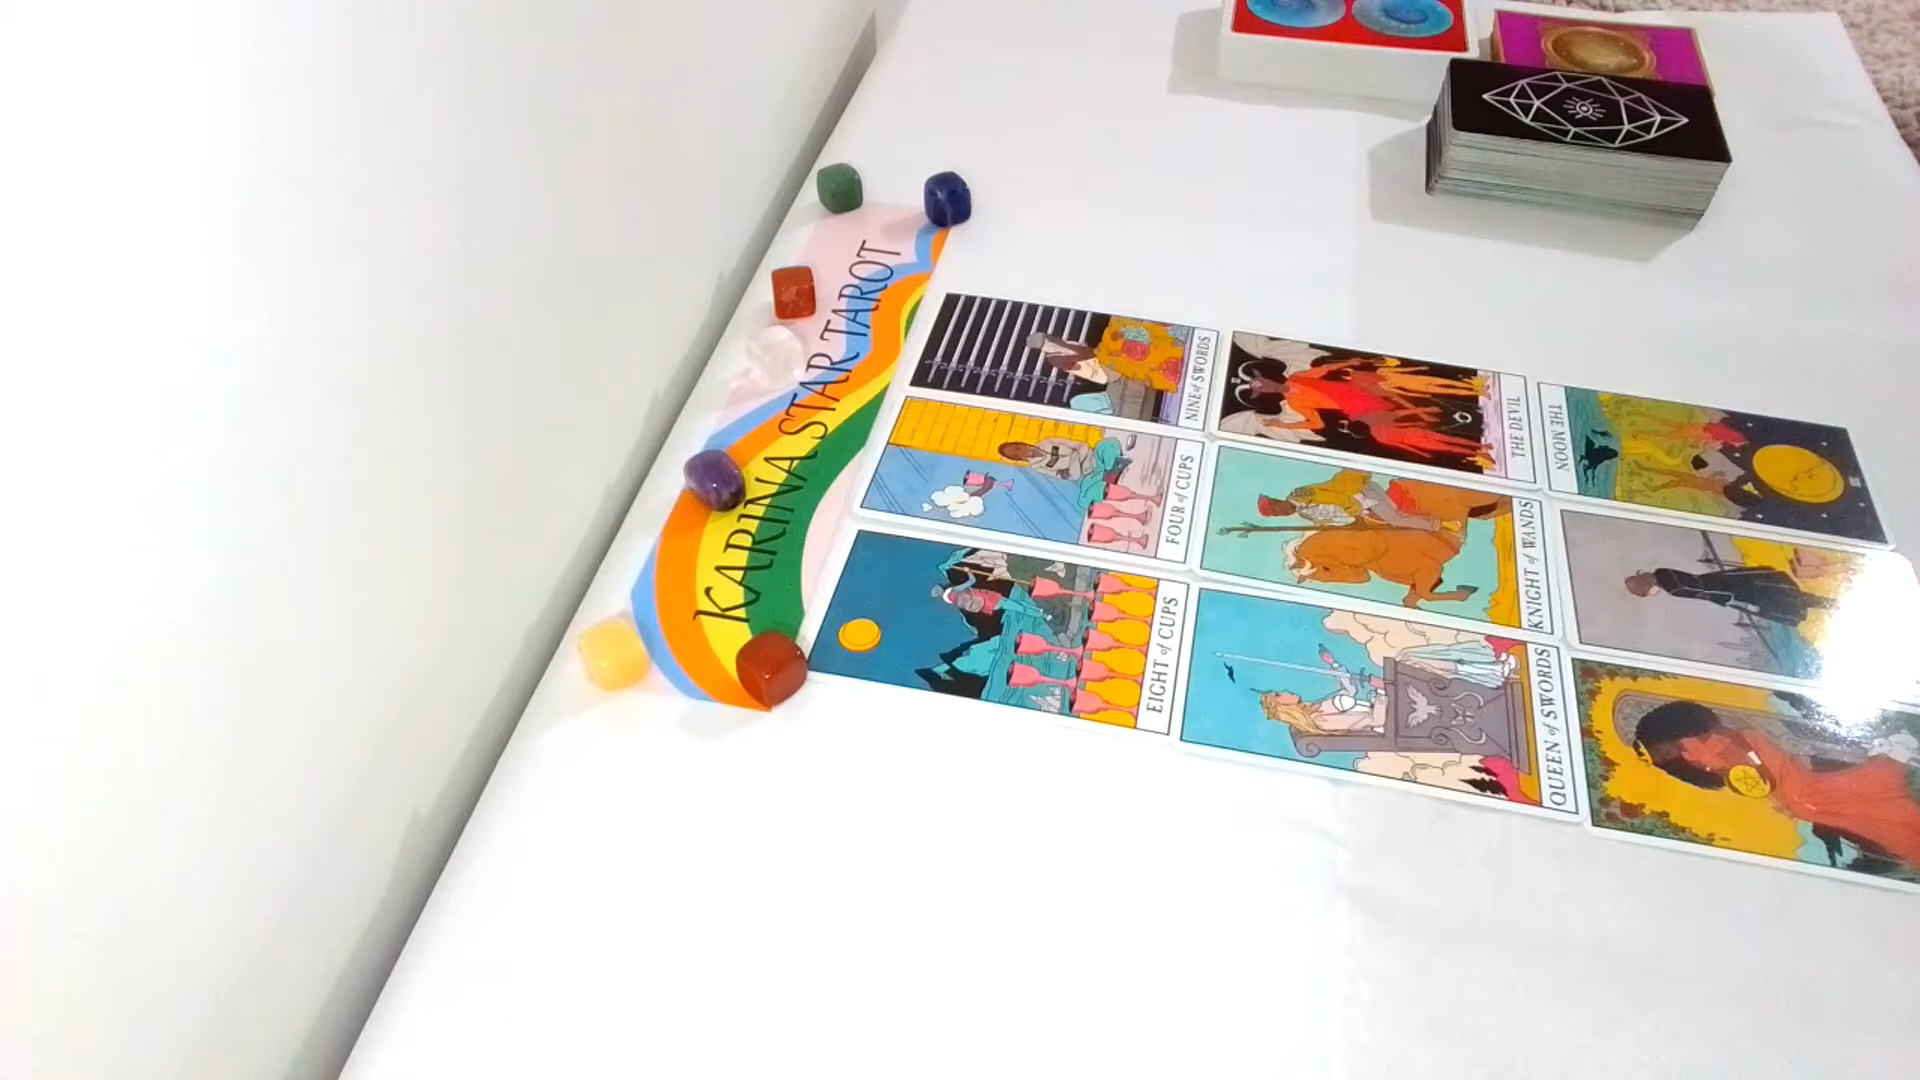 KARINA STAR TAROT
NINE of SWORDS
FOUR of CUPS
EIGHT of CUPS
THE DEVIL
KNIGHT of WANDS
QUEEN of SWORDS
THE MOON